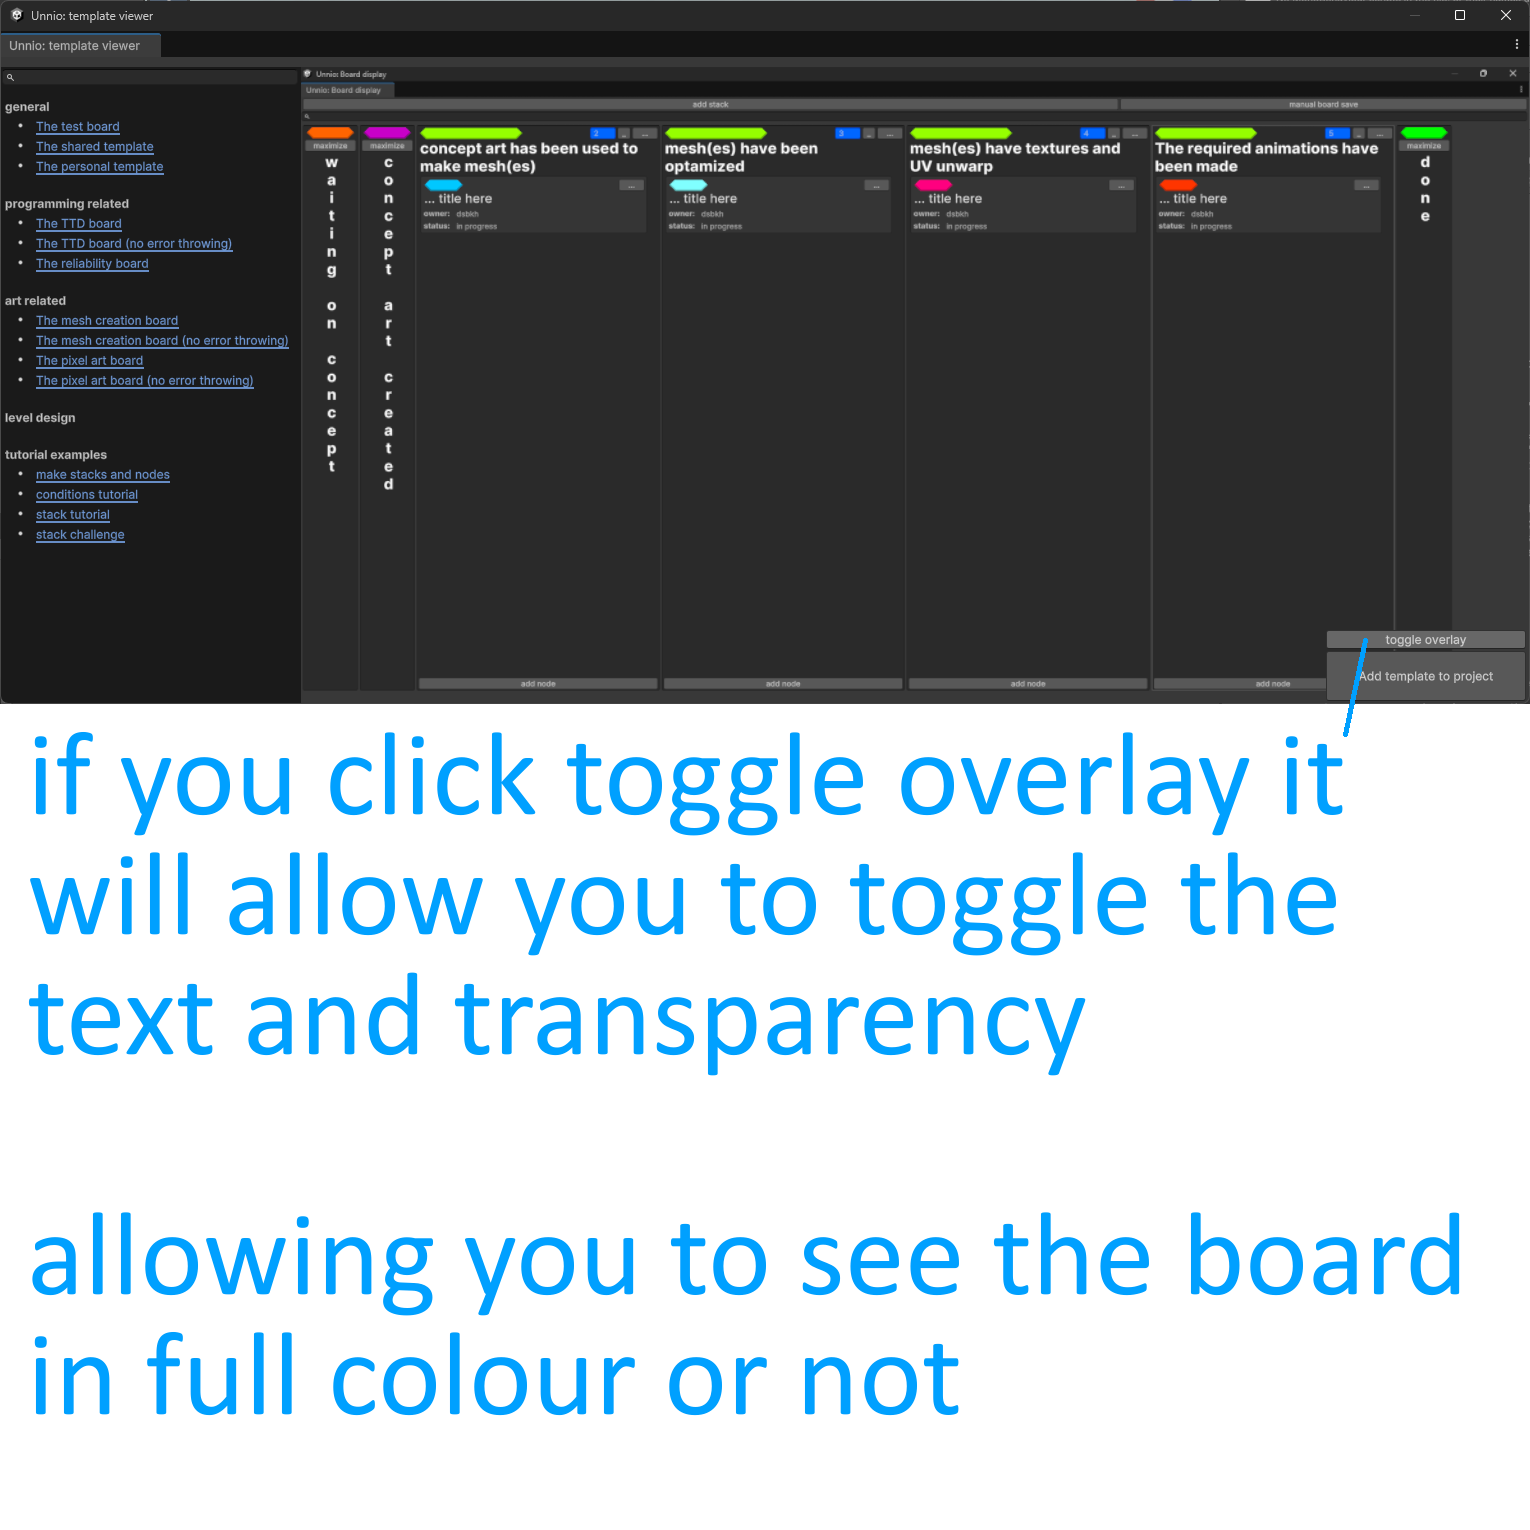 Unnio: template viewer
Unnio: template viewer
general
• The test board
• The shared template
• The personal template
programming related
• The TTD board
• The TTD board (no error throwing)
• The reliability board
art related
• The mesh creation board
• The mesh creation board (no error throwing)
• The pixel art board
• The pixel art board (no error throwing)
level design
tutorial examples
• make stacks and nodes
• conditions tutorial
• stack tutorial
• stack challenge
Unnio: Board display
Unnio: Board display
add stack
manual board save
maximize
waiting on concept
maximize
concept art created
2 .. ...
concept art has been used to
make mesh(es)
...
... title here
owner: dsbkh
status: in progress
add node
3 .. ...
mesh(es) have been
optamized
...
... title here
owner: dsbkh
status: in progress
add node
4 .. ...
mesh(es) have textures and
UV unwarp
...
... title here
owner: dsbkh
status: in progress
add node
5 .. ...
The required animations have
been made
...
... title here
owner: dsbkh
status: in progress
add node
maximize
done
toggle overlay
Add template to project
if you click toggle overlay it
will allow you to toggle the
text and transparency
allowing you to see the board
in full colour or not